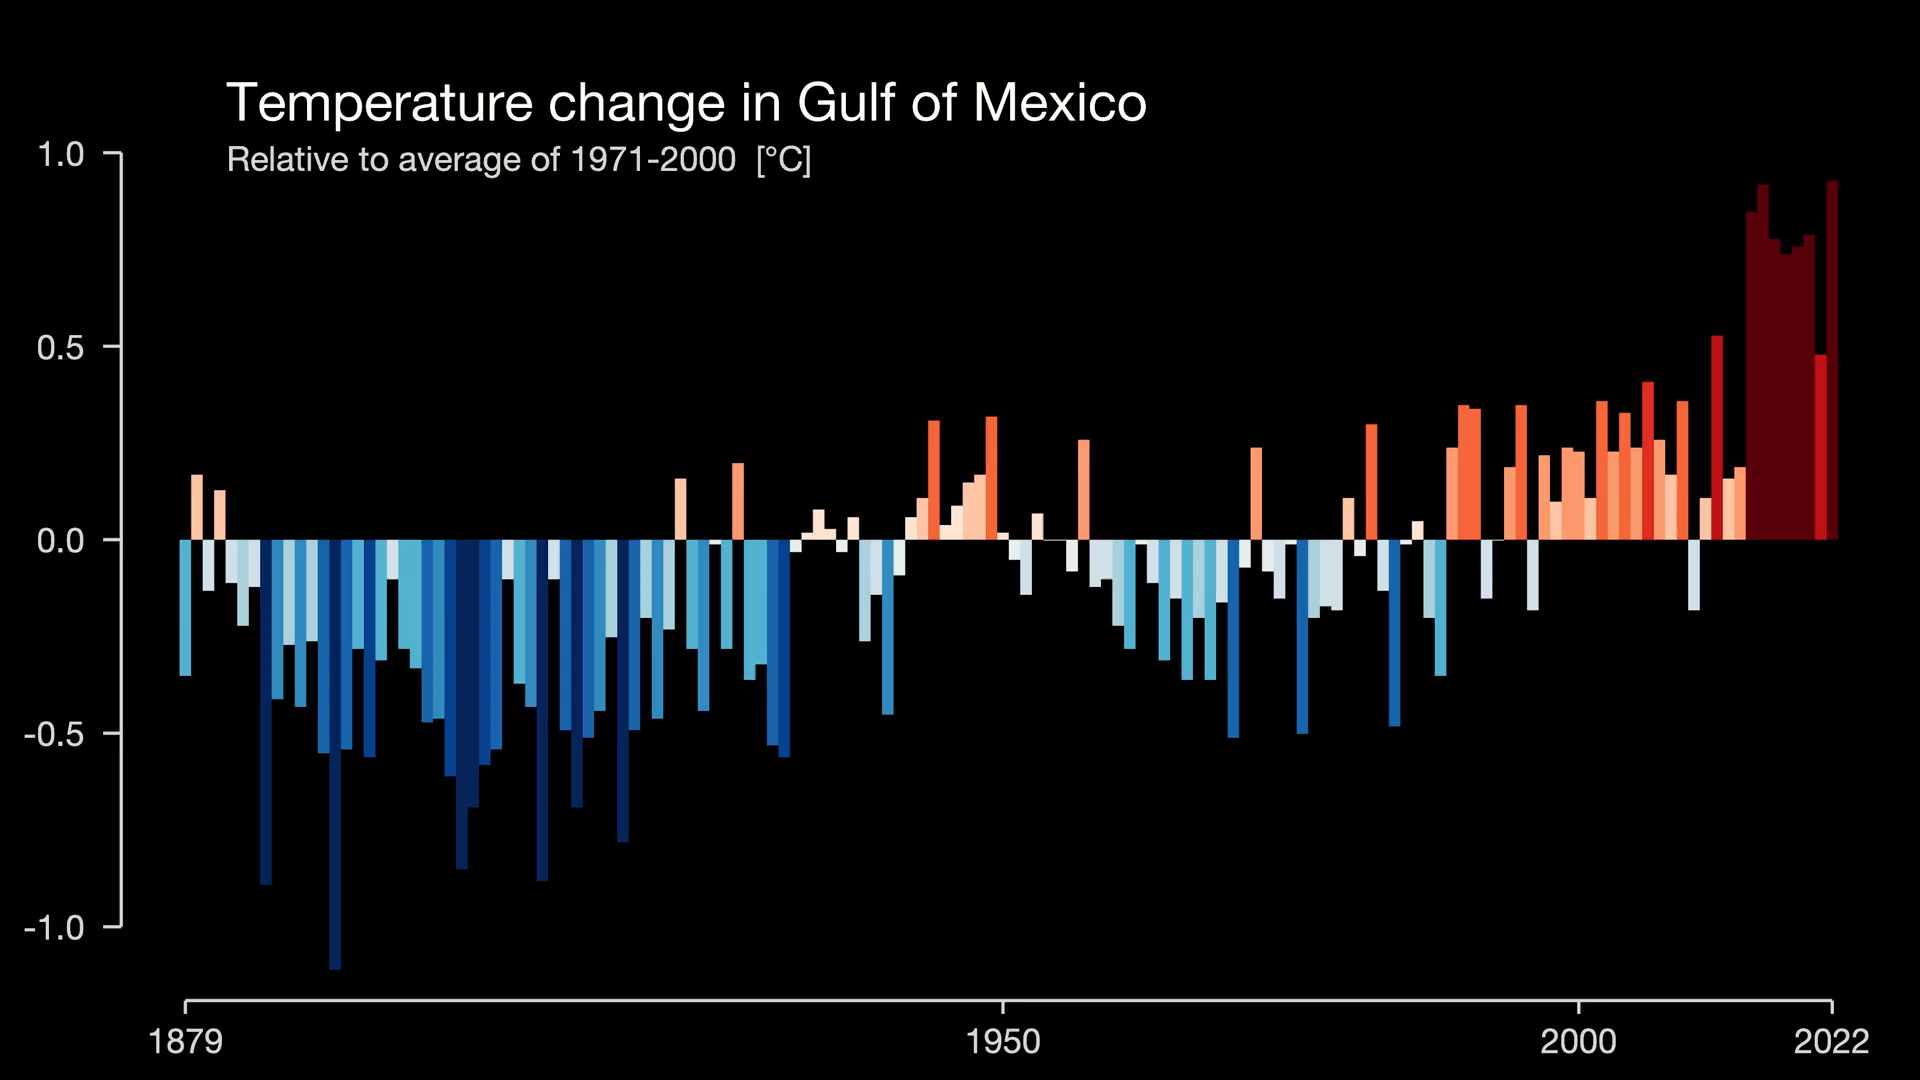 Temperature change in Gulf of Mexico
Relative to average of 1971-2000 [°C]
1.0
0.5
0.0
-0.5
-1.0
1879 1950 2000 2022